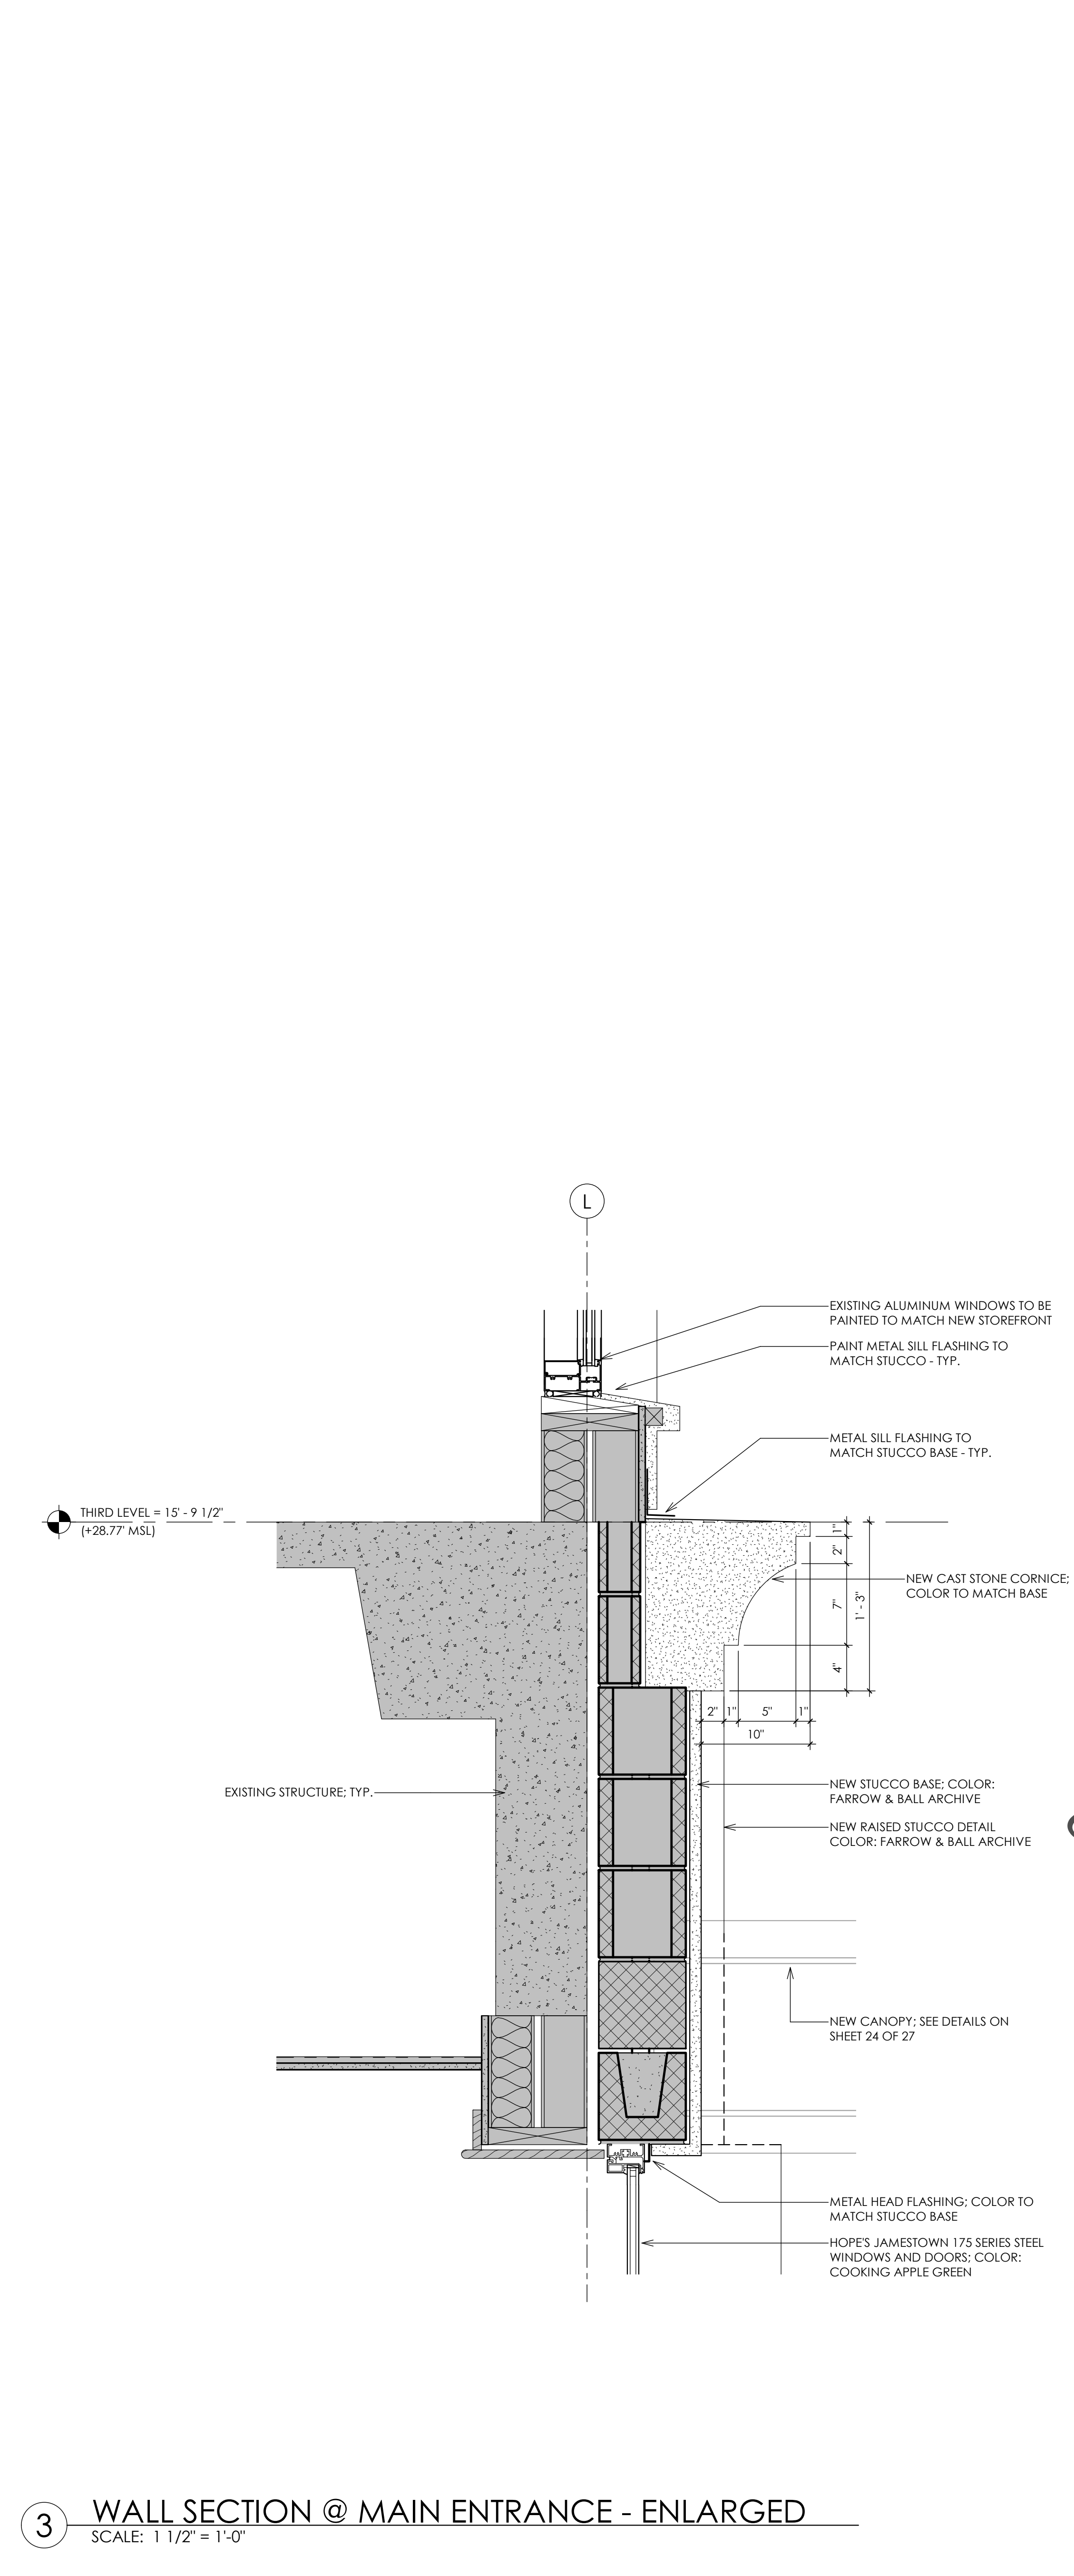 L
EXISTING ALUMINUM WINDOWS TO BE
PAINTED TO MATCH NEW STOREFRONT
PAINT METAL SILL FLASHING TO
MATCH STUCCO - TYP.
METAL SILL FLASHING TO
MATCH STUCCO BASE - TYP.
THIRD LEVEL = 15' - 9 1/2"
(+28.77' MSL)
1"
2"
7"
4"
1' - 3"
NEW CAST STONE CORNICE;
COLOR TO MATCH BASE
2" 1" 5" 1"
10"
EXISTING STRUCTURE; TYP.
NEW STUCCO BASE; COLOR:
FARROW & BALL ARCHIVE
NEW RAISED STUCCO DETAIL
COLOR: FARROW & BALL ARCHIVE
NEW CANOPY; SEE DETAILS ON
SHEET 24 OF 27
METAL HEAD FLASHING; COLOR TO
MATCH STUCCO BASE
HOPE'S JAMESTOWN 175 SERIES STEEL
WINDOWS AND DOORS; COLOR:
COOKING APPLE GREEN
3 WALL SECTION @ MAIN ENTRANCE - ENLARGED
SCALE: 1 1/2" = 1'-0"